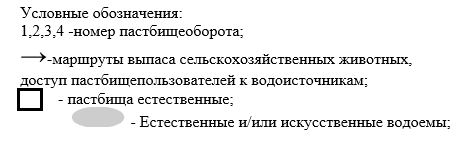 Условные обозначения:
1,2,3,4 -номер пастбищеоборота;
-маршруты выпаса сельскохозяйственных животных,
доступ пастбищепользователей к водоисточникам;
- пастбища естественные;
- Естественные и/или искусственные водоемы;